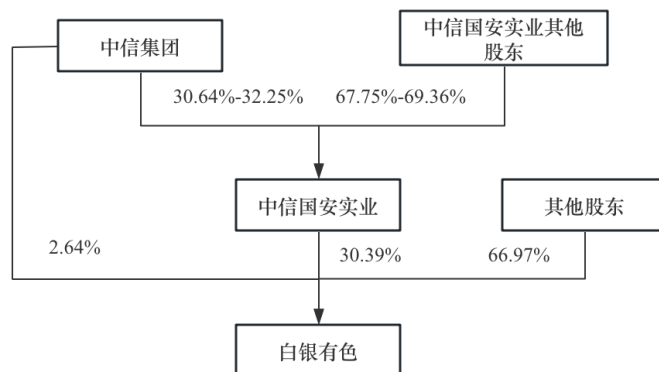 中信集团
中信国安实业其他
股东
30.64%-32.25%
67.75%-69.36%
中信国安实业
其他股东
2.64%
30.39%
66.97%
白银有色